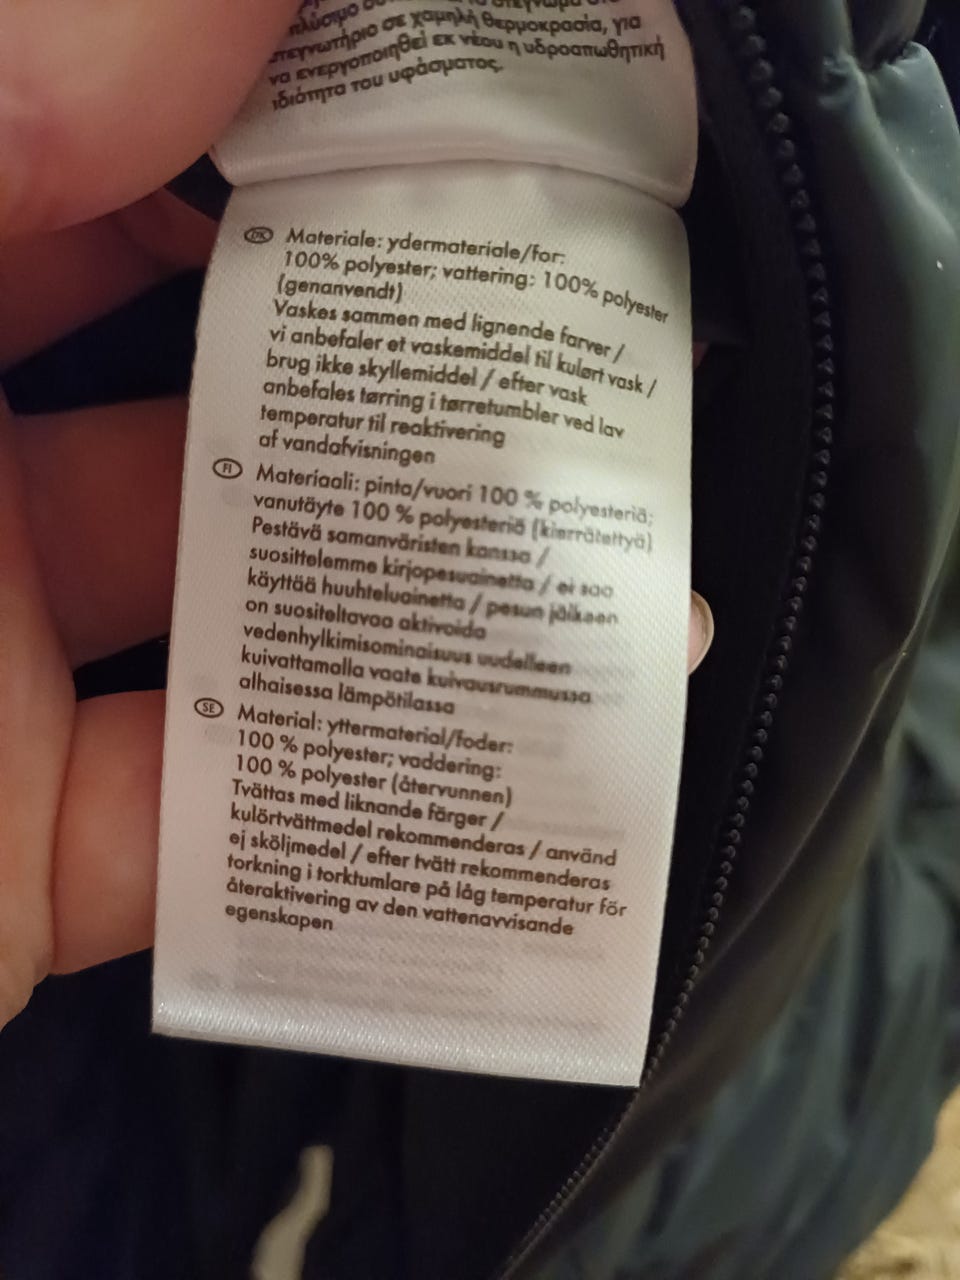 πλύσιμο
στεγνωτήριο σε χαμηλή θερμοκρασία, για
να ενεργοποιηθεί εκ νέου η υδροαπωθητική
ιδιότητα του υφάσματος.
DK Materiale: ydermateriale/for:
100% polyester; vattering: 100% polyester
(genanvendt)
Vaskes sammen med lignende farver /
vi anbefaler et vaskemiddel til kulørt vask /
brug ikke skyllemiddel / efter vask
anbefales tørring i tørretumbler ved lav
temperatur til reaktivering
af vandafvisningen
FI Materiaali: pinta/vuori 100 % polyesteriä;
vanutäyte 100 % polyesteriä (kierrätettyä)
Pestävä samanväristen kanssa /
suosittelemme kirjopesuainetta / ei saa
käyttää huuhteluainetta / pesun jälkeen
on suositeltavaa aktivoida
vedenhylkimisominaisuus uudelleen
kuivattamalla vaate kuivausrummussa
alhaisessa lämpötilassa
SE Material: yttermaterial/foder:
100 % polyester; vaddering:
100 % polyester (återvunnen)
Tvättas med liknande färger /
kulörtvättmedel rekommenderas / använd
ej sköljmedel / efter tvätt rekommenderas
torkning i torktumlare på låg temperatur för
återaktivering av den vattenavvisande
egenskapen